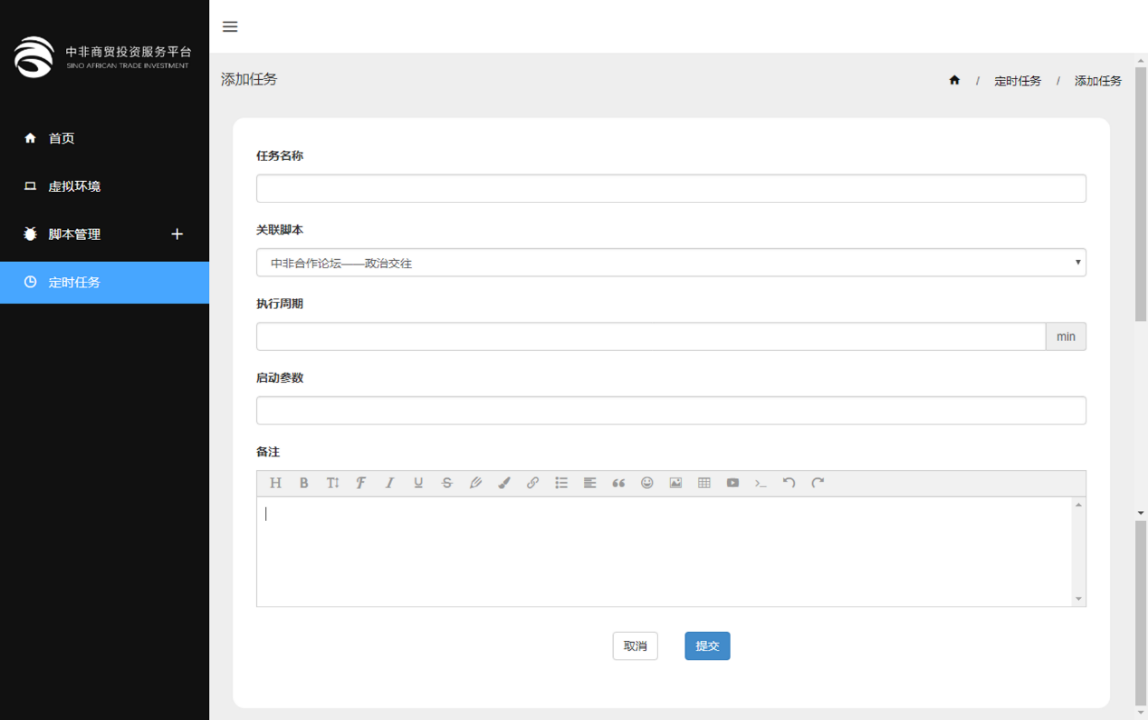 中非商贸投资服务平台
SINO AFRICAN TRADE INVESTMENT
首页
虚拟环境
脚本管理
定时任务
添加任务
/ 定时任务 / 添加任务
任务名称
关联脚本
中非合作论坛——政治交往
执行周期
min
启动参数
备注
取消
提交